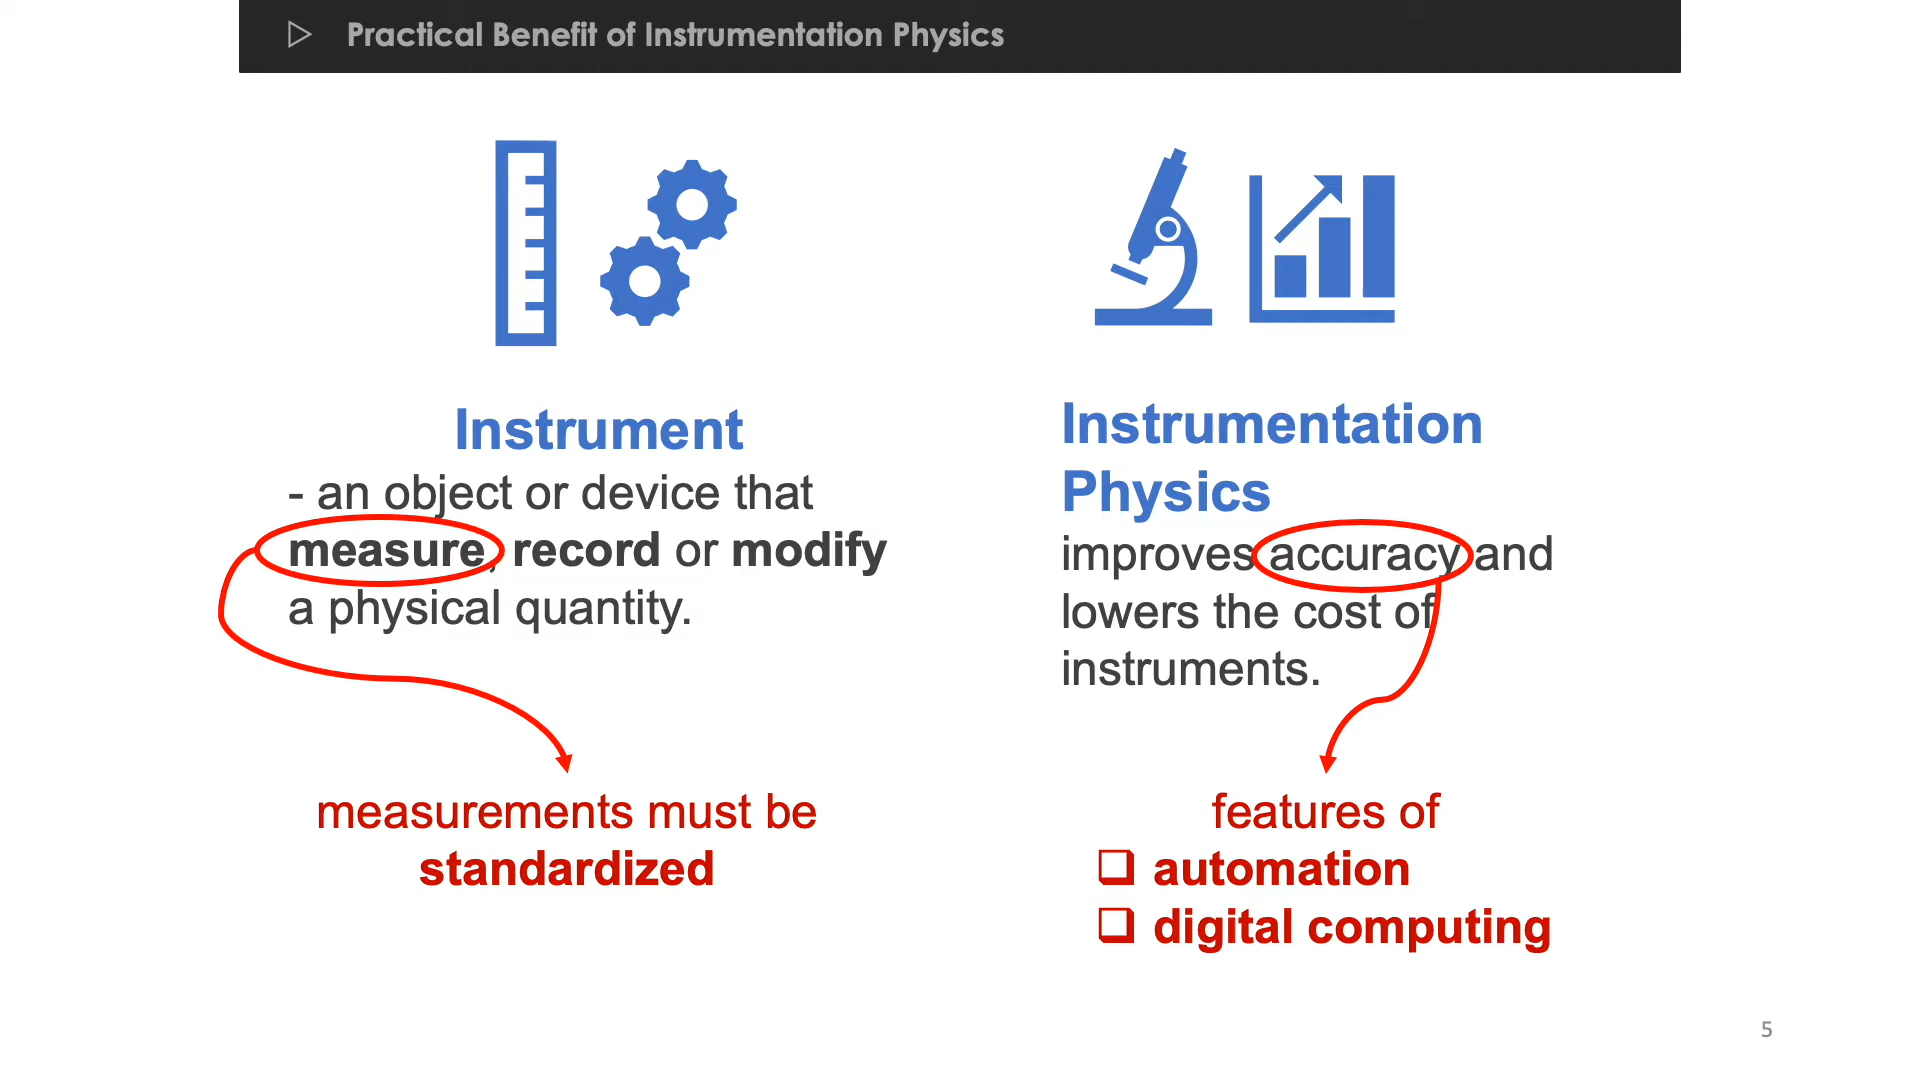 Practical Benefit of Instrumentation Physics
Instrument
- an object or device that
measure, record or modify
a physical quantity.
measurements must be
standardized
Instrumentation
Physics
improves accuracy and
lowers the cost of
instruments.
features of
automation
digital computing
5